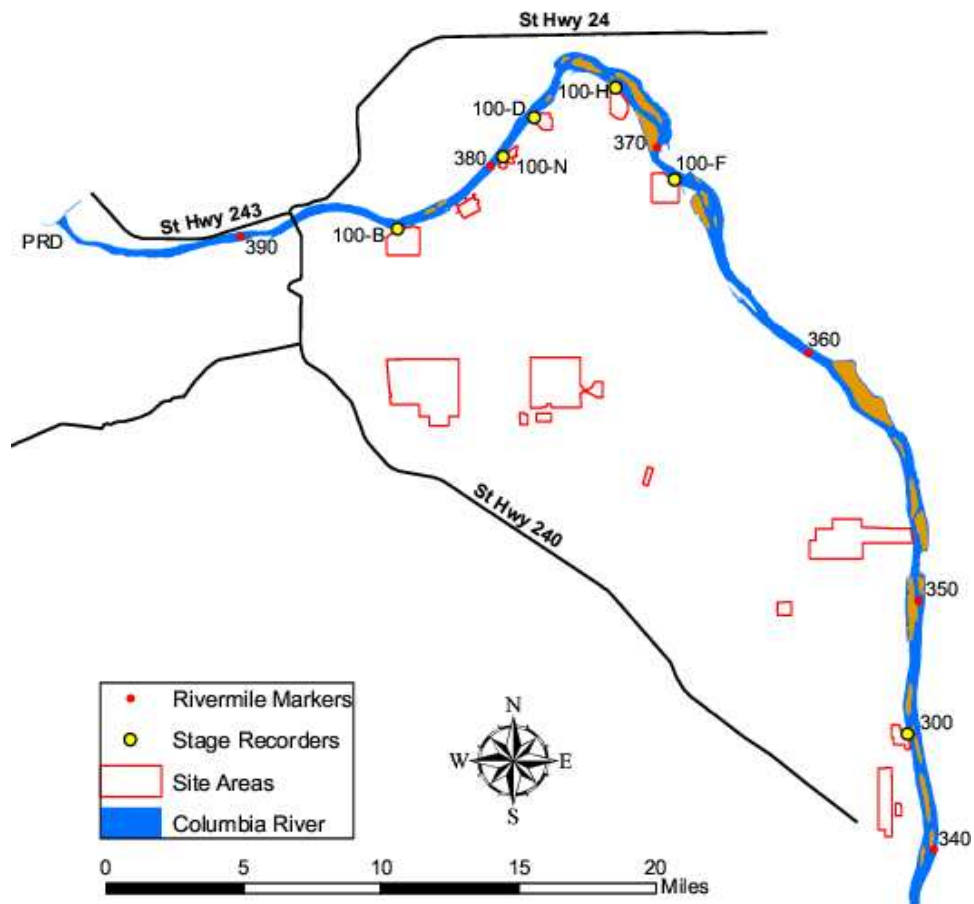 St Hwy 24
100-H
100-D
370
380
100-N
100-F
St Hwy 243
PRD
390
100-B
360
St Hwy 240
350
300
340
Rivermile Markers
Stage Recorders
Site Areas
Columbia River
N
W E
S
0 5 10 15 20
Miles